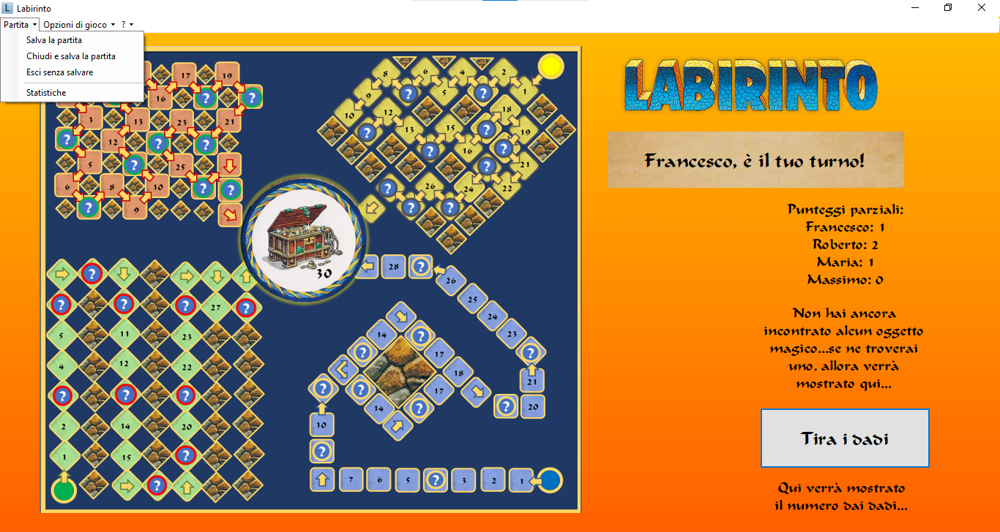 L Labirinto
Partita Opzioni di gioco ?
Salva la partita
Chiudi e salva la partita
Esci senza salvare
Statistiche
17 19
16 ? ?
3 13 23 21
? 12 ? ?
5 ? 25
6 8 10 ? ?
? 9
8 6 4 2
9 ? 5 ? 1
10 12 18
? 13 15 ? 19
? 16 ?
? 21
? 26 24 22
? ?
30
?
? ? ? 27 ?
5 11 23
4 12 22
? ? ?
2 14 20
1 15 ?
?
28 ? 26
25
24
14 ? 23
? 17 ?
18 21
? ? 17
14 ? ? 20
10
?
7 6 5 ? 3 2 1
LABIRINTO
Francesco, è il tuo turno!
Punteggi parziali:
Francesco: 1
Roberto: 2
Maria: 1
Massimo: 0
Non hai ancora
incontrato alcun oggetto
magico...se ne troverai
uno, allora verrà
mostrato qui...
Tira i dadi
Qui verrà mostrato
il numero dai dadi...